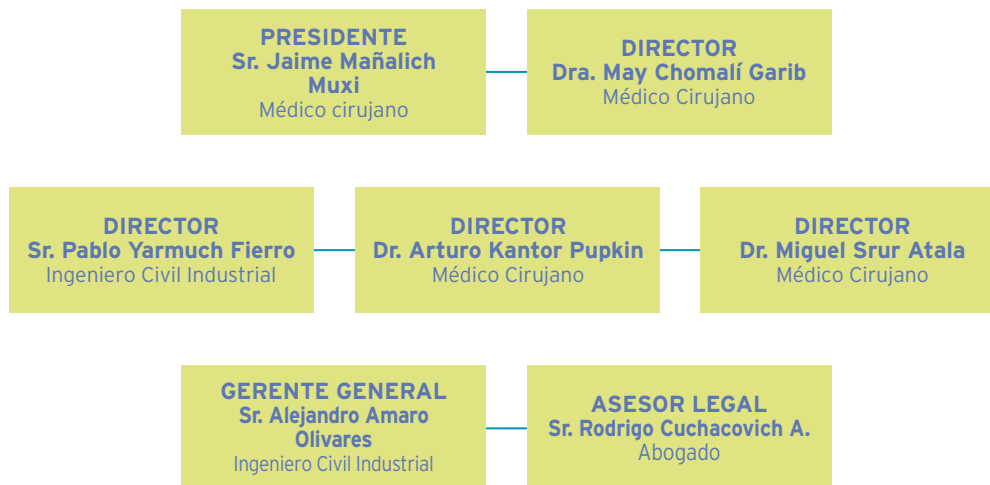 PRESIDENTE
Sr. Jaime Mañalich
Muxi
Médico cirujano
DIRECTOR
Dra. May Chomalí Garib
Médico Cirujano
DIRECTOR
Sr. Pablo Yarmuch Fierro
Ingeniero Civil Industrial
DIRECTOR
Dr. Arturo Kantor Pupkin
Médico Cirujano
DIRECTOR
Dr. Miguel Srur Atala
Médico Cirujano
GERENTE GENERAL
Sr. Alejandro Amaro
Olivares
Ingeniero Civil Industrial
ASESOR LEGAL
Sr. Rodrigo Cuchacovich A.
Abogado